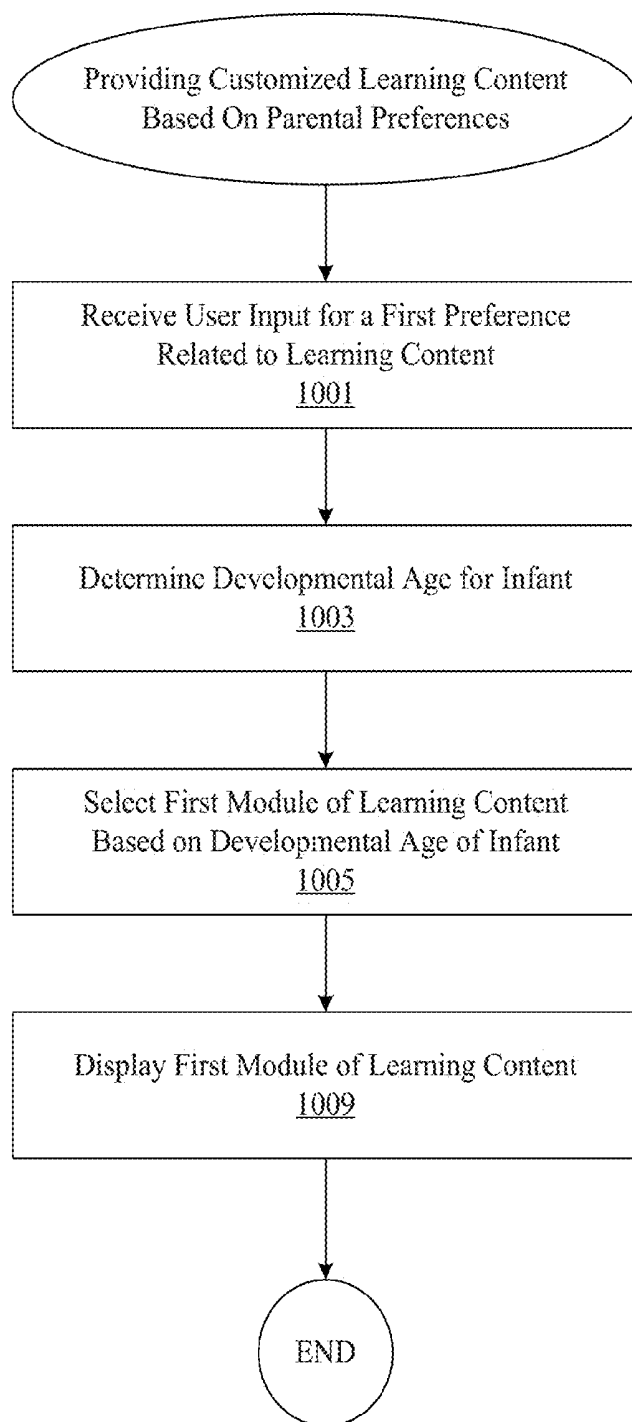 Providing Customized Learning Content
Based On Parental Preferences
Receive User Input for a First Preference
Related to Learning Content
1001
Determine Developmental Age for Infant
1003
Select First Module of Learning Content
Based on Developmental Age of Infant
1005
Display First Module of Learning Content
1009
END